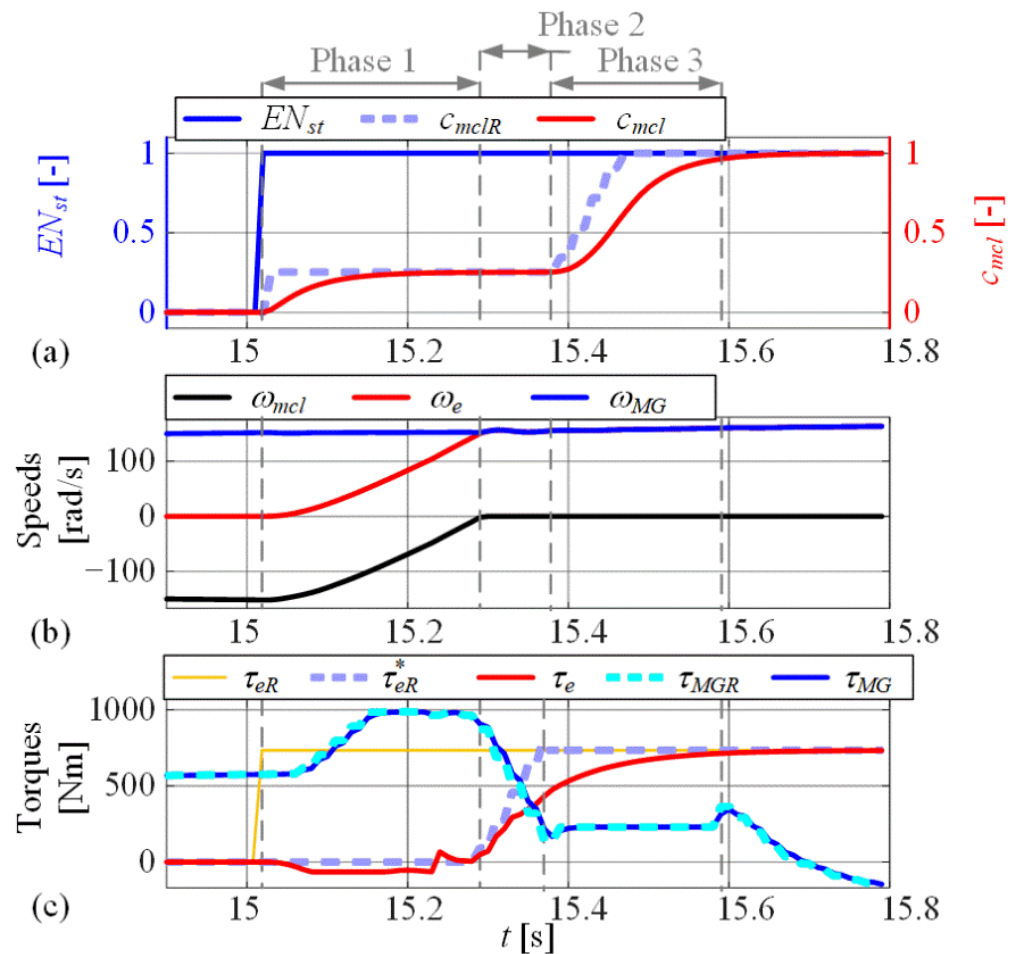 Phase 2
Phase 1 Phase 3
EN_st c_mclR c_mcl
EN_st [-]
1
0.5
0
1
0.5
0
c_mcl [-]
(a)
15 15.2 15.4 15.6 15.8
ω_mcl ω_e ω_MG
Speeds
[rad/s]
100
0
−100
(b)
15 15.2 15.4 15.6 15.8
τ_eR τ*_eR τ_e τ_MGR τ_MG
Torques
[Nm]
1000
500
0
(c)
15 15.2 15.4 15.6 15.8
t [s]